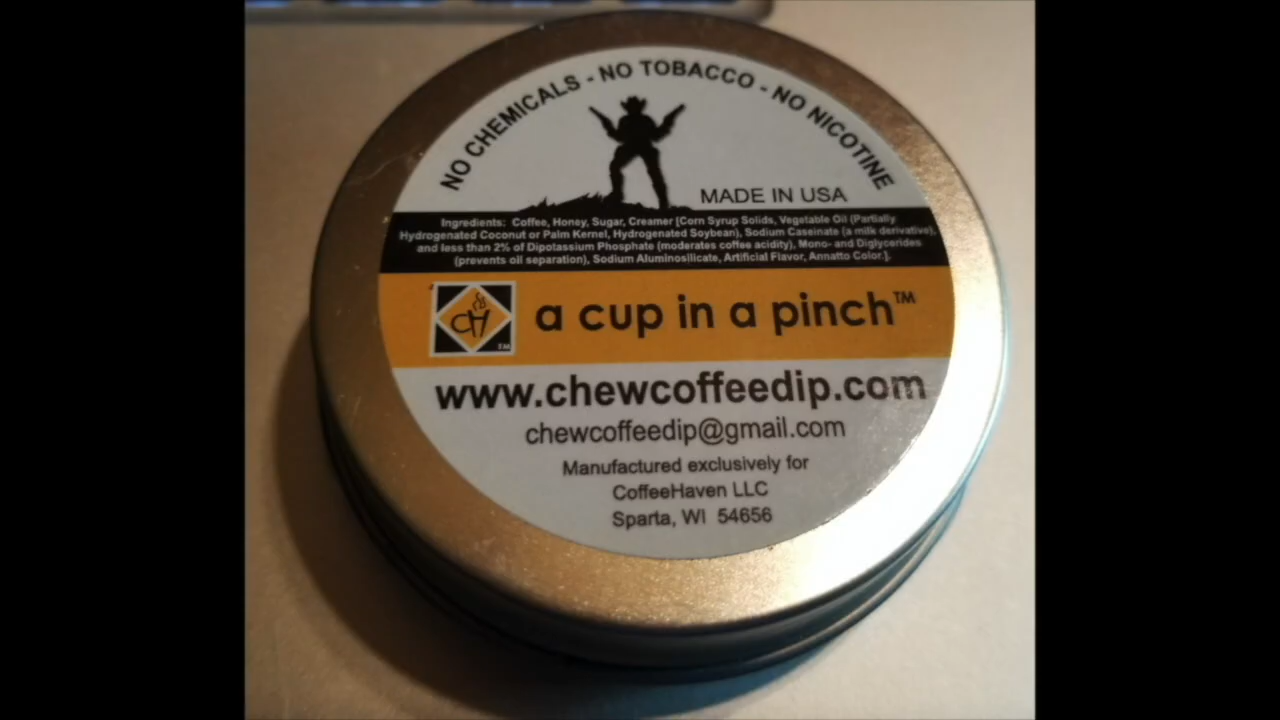 NO CHEMICALS - NO TOBACCO - NO NICOTINE
MADE IN USA
Ingredients: Coffee, Honey, Sugar, Creamer [Corn Syrup Solids, Vegetable Oil (Partially
Hydrogenated Coconut or Palm Kernel, Hydrogenated Soybean), Sodium Caseinate (a milk derivative),
and less than 2% of Dipotassium Phosphate (moderates coffee acidity), Mono- and Diglycerides
(prevents oil separation), Sodium Aluminosilicate, Artificial Flavor, Annatto Color.].
CH TM
a cup in a pinch™
www.chewcoffeedip.com
chewcoffeedip@gmail.com
Manufactured exclusively for
CoffeeHaven LLC
Sparta, WI 54656